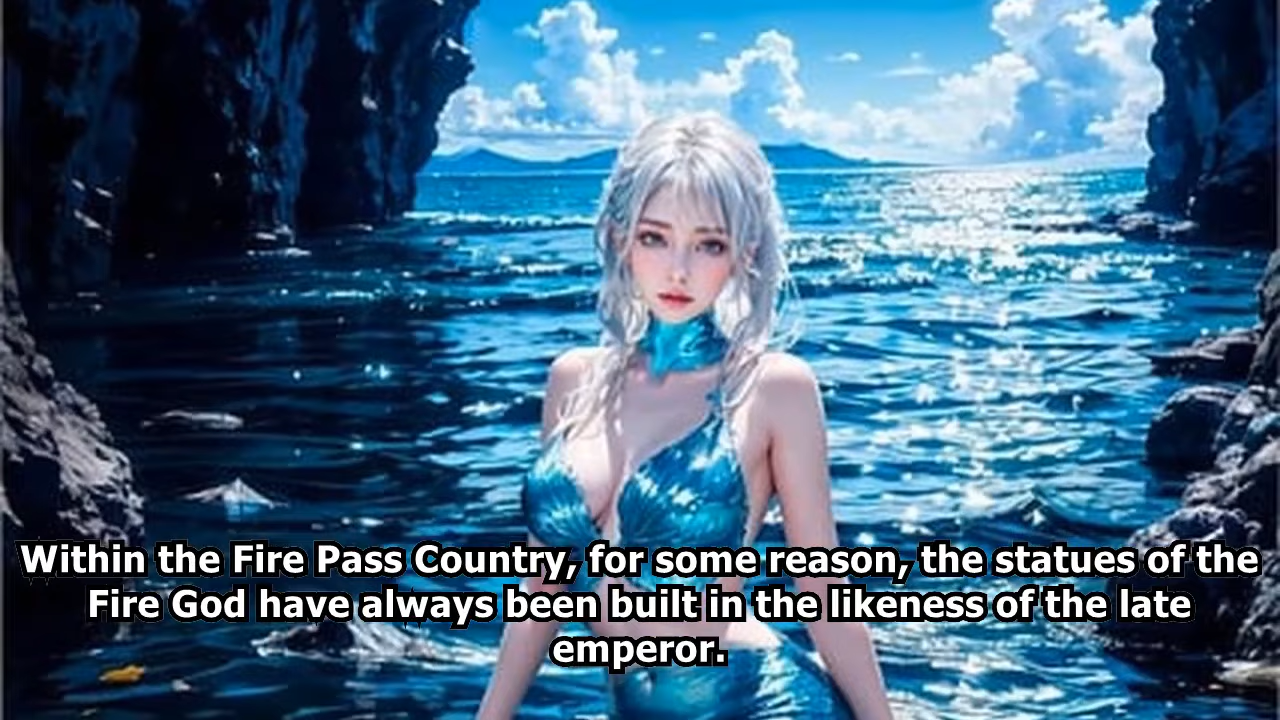 Within the Fire Pass Country, for some reason, the statues of the
Fire God have always been built in the likeness of the late
emperor.